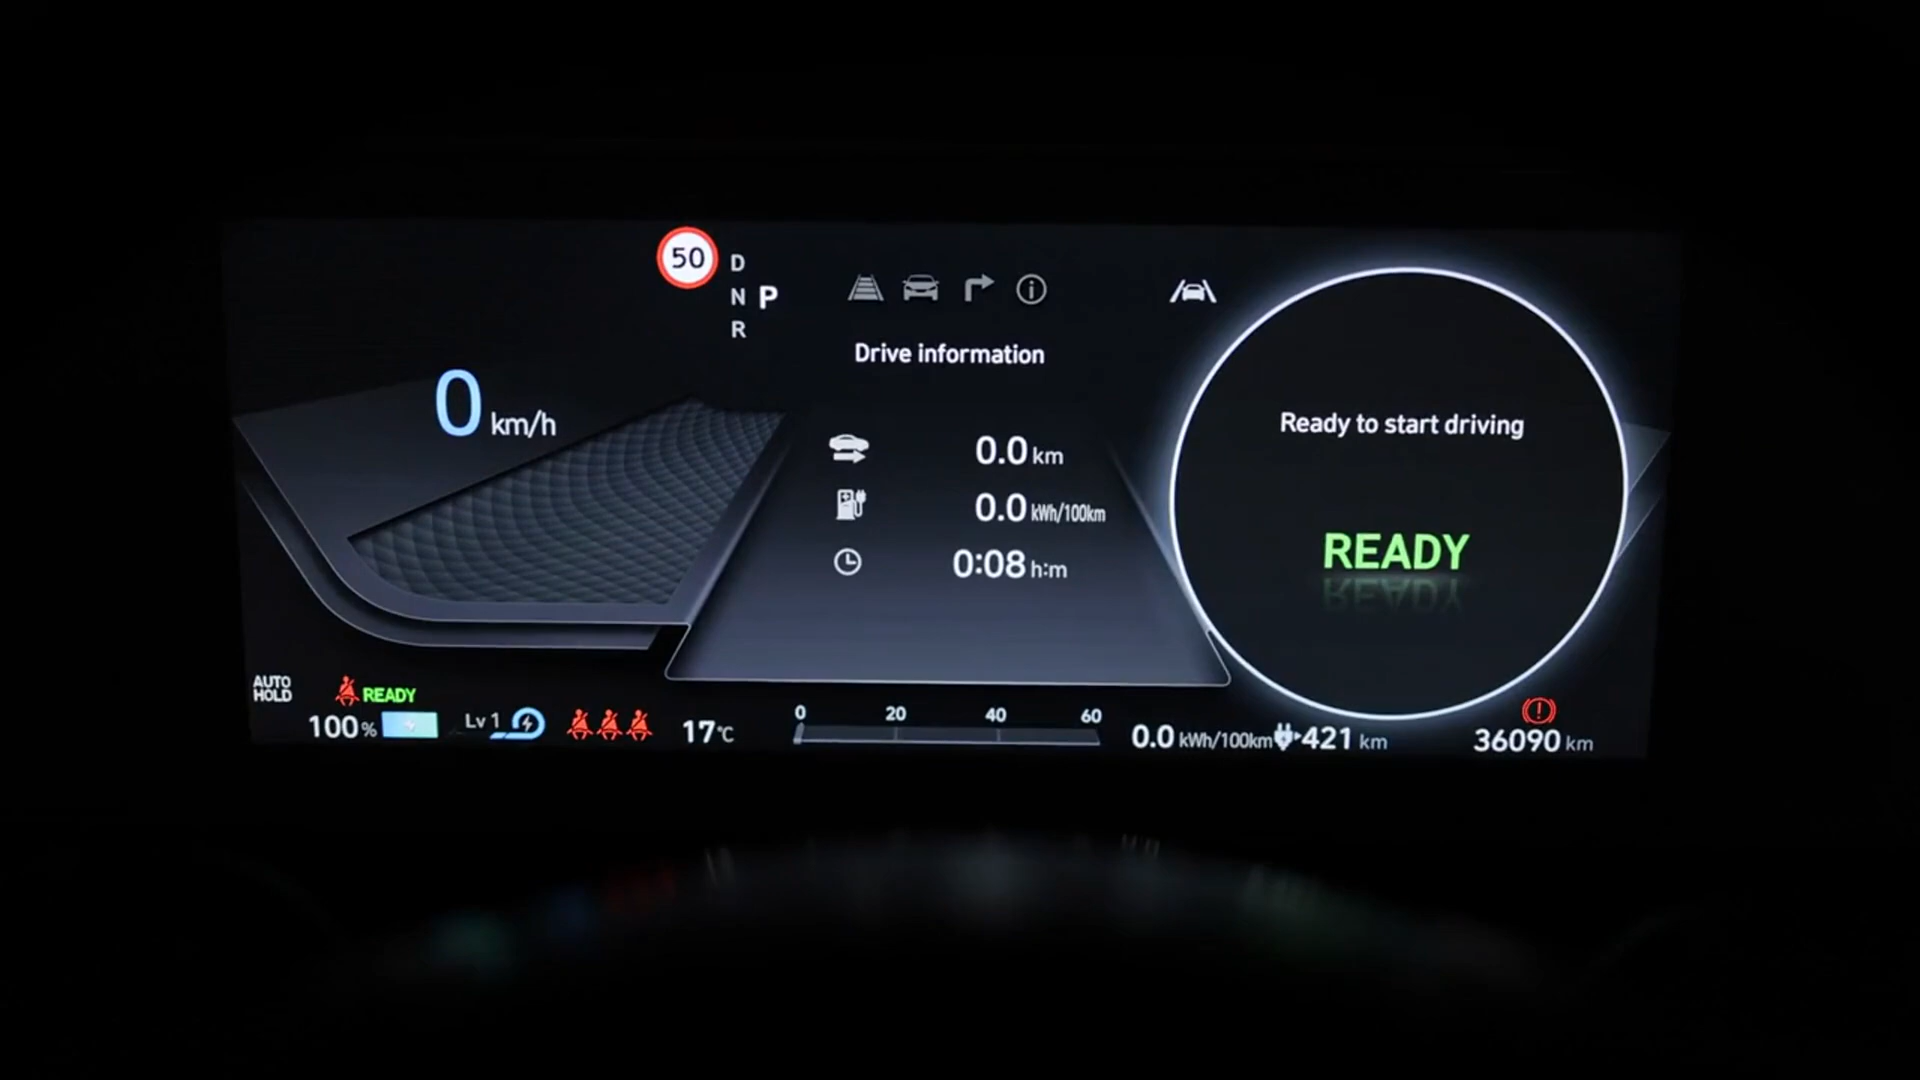 50
D
N P
R
Drive information
0 km/h
0.0 km
0.0 kWh/100km
0:08 h:m
Ready to start driving
READY
AUTO
HOLD
READY
100% Lv 1
17°C
0 20 40 60
0.0 kWh/100km 421 km
36090 km